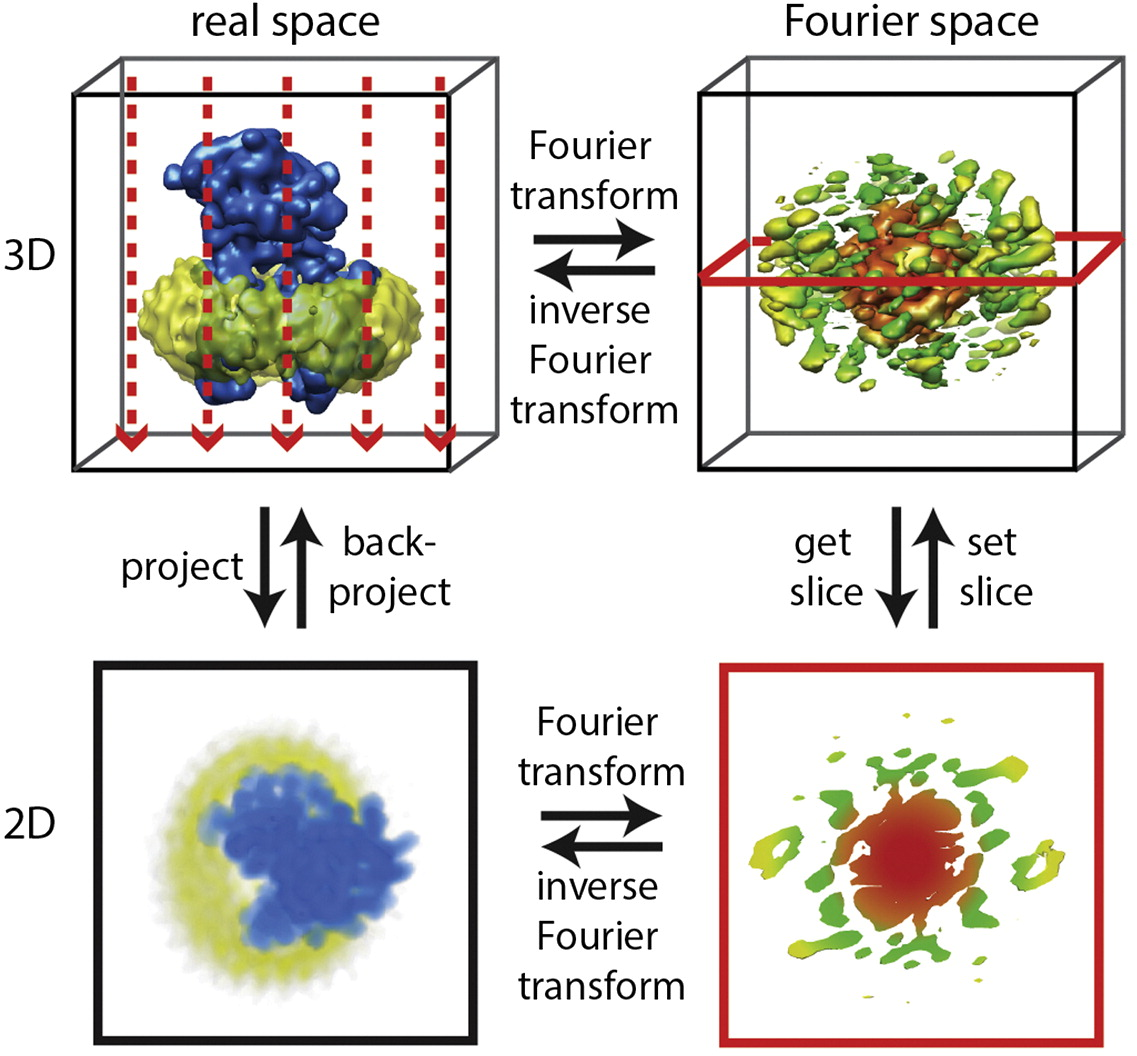 real space
Fourier space
3D
Fourier
transform
inverse
Fourier
transform
project
back-
project
get
slice
set
slice
2D
Fourier
transform
inverse
Fourier
transform